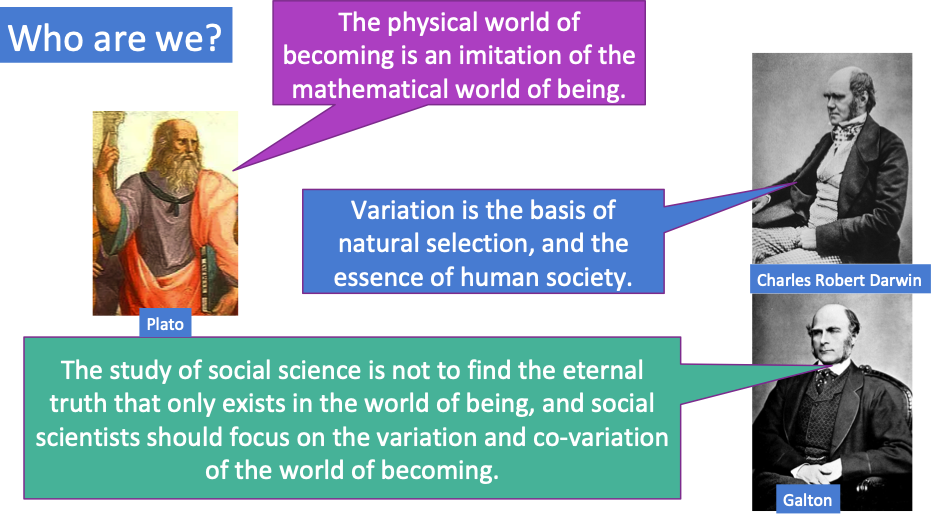 Who are we?
The physical world of
becoming is an imitation of the
mathematical world of being.
Variation is the basis of
natural selection, and the
essence of human society.
Charles Robert Darwin
Plato
The study of social science is not to find the eternal
truth that only exists in the world of being, and social
scientists should focus on the variation and co-variation
of the world of becoming.
Galton